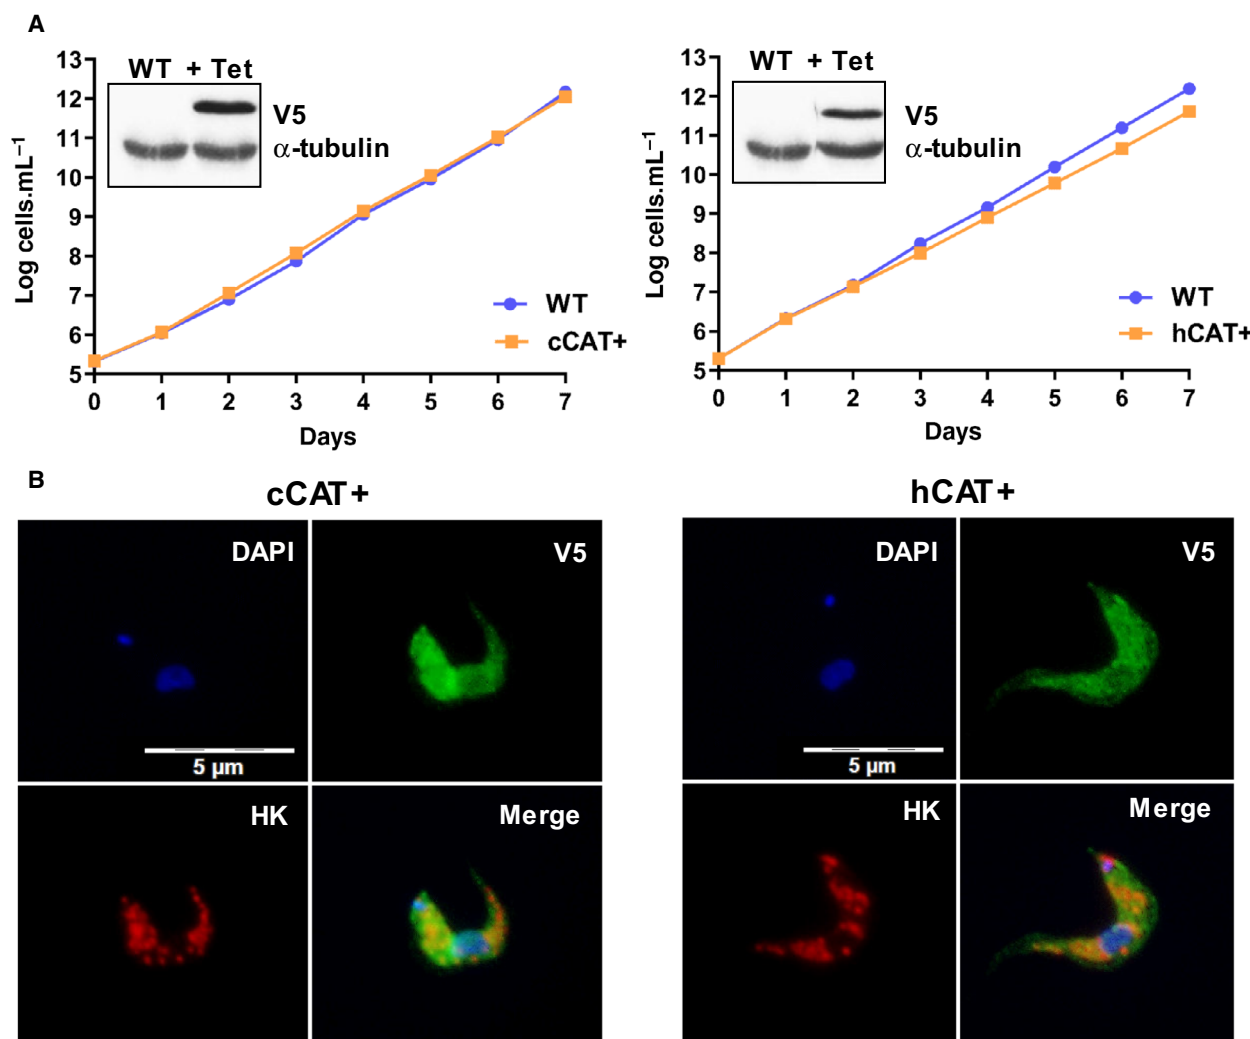 A
13
12
11
10
9
8
7
6
5
Log cells.mL−1
WT + Tet
V5
α-tubulin
WT
cCAT+
0 1 2 3 4 5 6 7
Days
13
12
11
10
9
8
7
6
5
Log cells.mL−1
WT + Tet
V5
α-tubulin
WT
hCAT+
0 1 2 3 4 5 6 7
Days
B
cCAT+
DAPI
V5
5 µm
HK
Merge
hCAT+
DAPI
V5
5 µm
HK
Merge